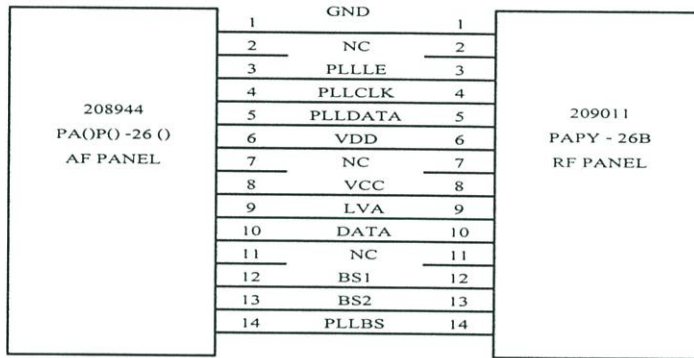 GND
1 1
2 NC 2
3 PLLLE 3
4 PLLCLK 4
5 PLLDATA 5
6 VDD 6
7 NC 7
8 VCC 8
9 LVA 9
10 DATA 10
11 NC 11
12 BS1 12
13 BS2 13
14 PLLBS 14
208944
PA()P() -26 ()
AF PANEL
209011
PAPY - 26B
RF PANEL